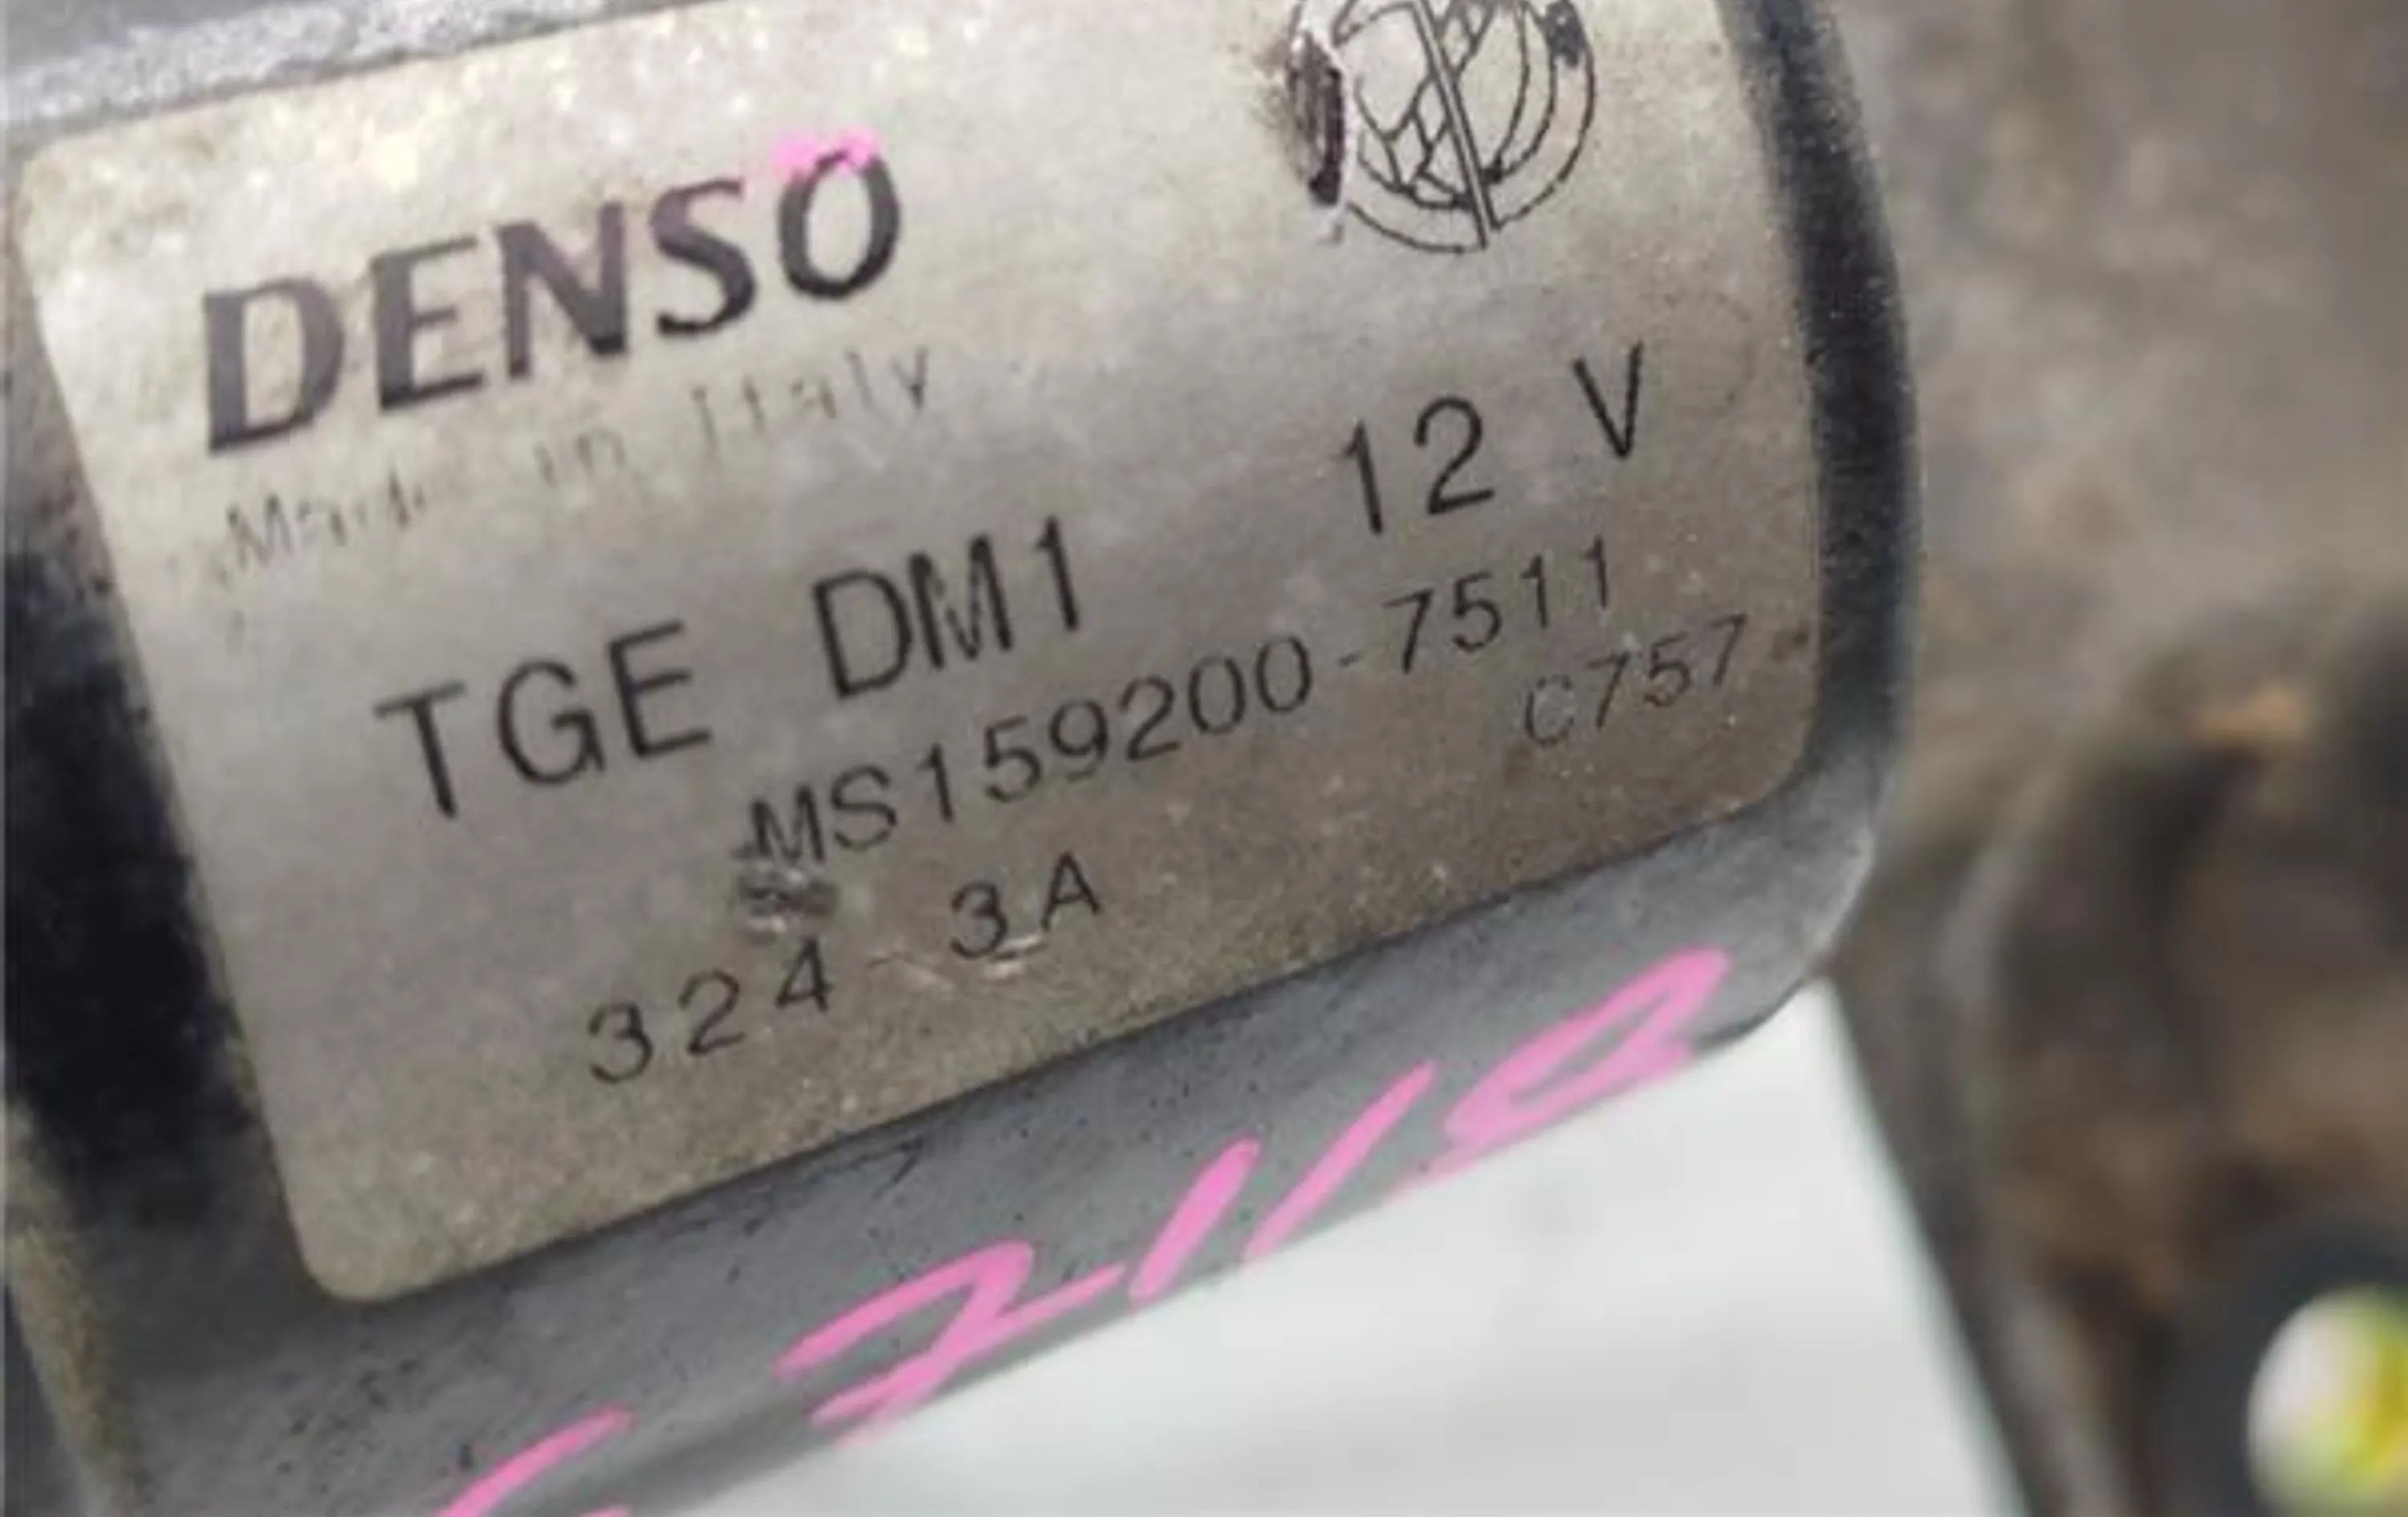 DENSO
Made in Italy
TGE DM1 12 V
MS159200-7511
C757
324 3A